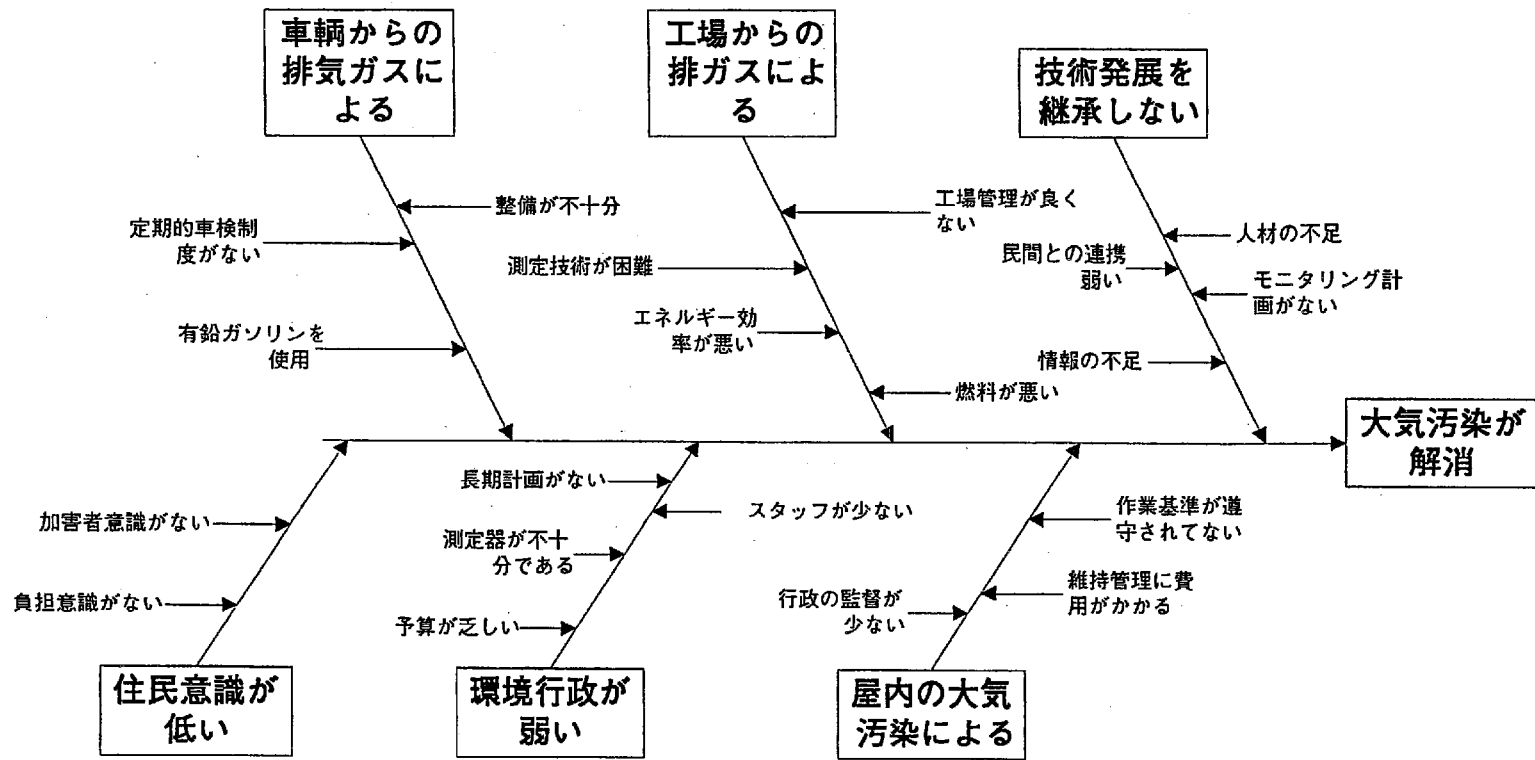 車輌からの
排気ガスに
よる
工場からの
排ガスによ
る
技術発展を
継承しない
整備が不十分
定期的車検制
度がない
有鉛ガソリンを
使用
工場管理が良く
ない
測定技術が困難
エネルギー効
率が悪い
燃料が悪い
人材の不足
民間との連携
弱い
モニタリング計
画がない
情報の不足
大気汚染が
解消
加害者意識がない
負担意識がない
長期計画がない
スタッフが少ない
測定器が不十
分である
予算が乏しい
作業基準が遵
守されてない
維持管理に費
用がかかる
行政の監督が
少ない
住民意識が
低い
環境行政が
弱い
屋内の大気
汚染による